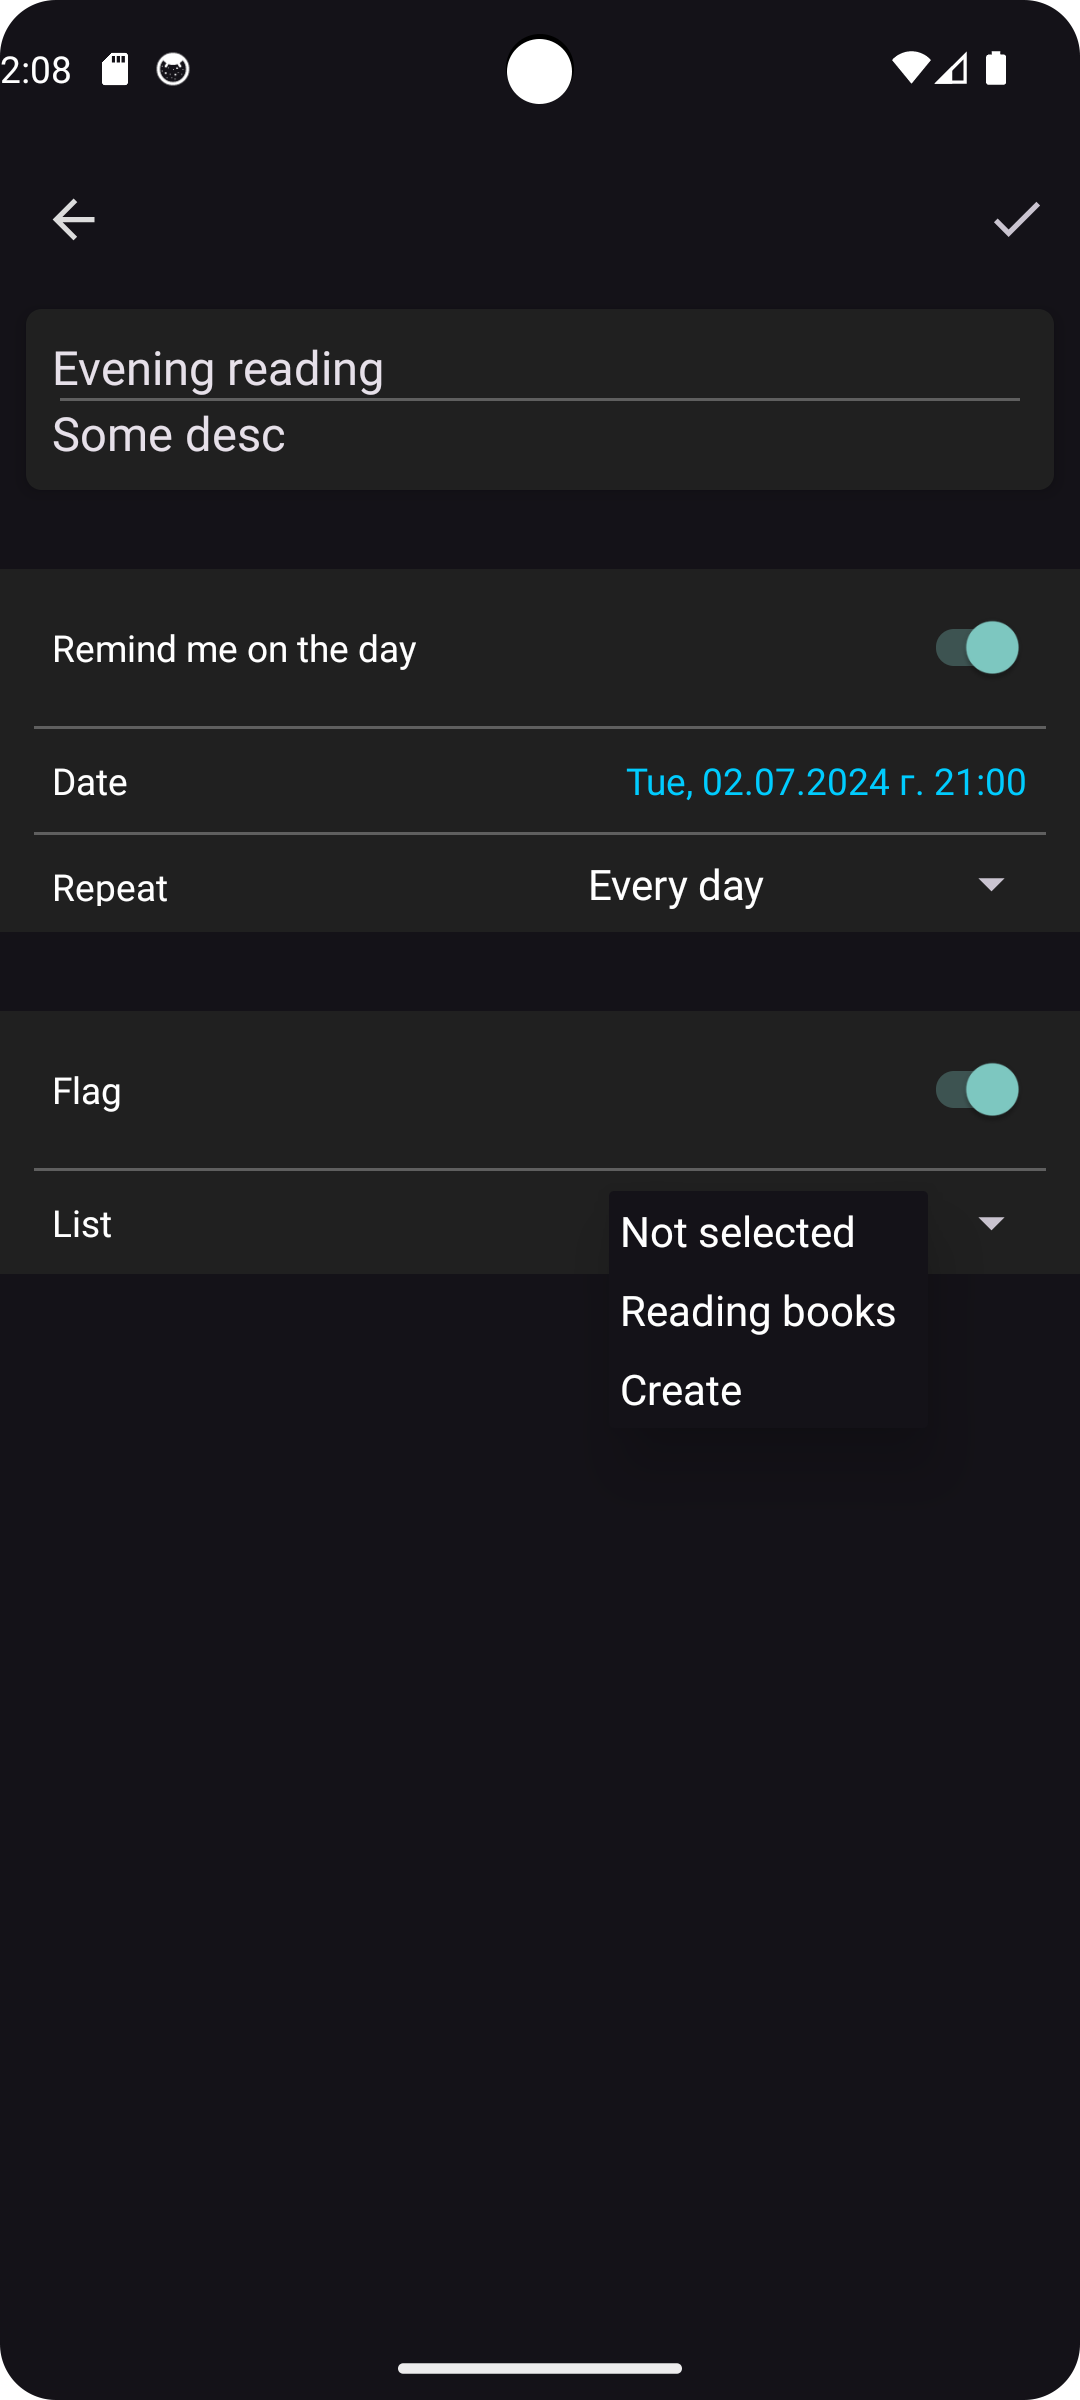 2:08
Evening reading
Some desc
Remind me on the day
Date
Tue, 02.07.2024 г. 21:00
Repeat
Every day
Flag
List
Not selected
Reading books
Create